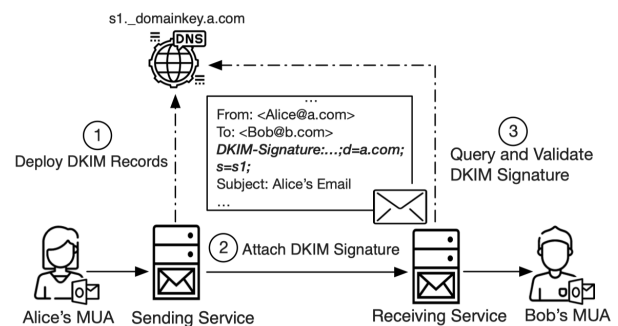 s1._domainkey.a.com
DNS
...
From: <Alice@a.com>
To: <Bob@b.com>
DKIM-Signature:...;d=a.com;
s=s1;
Subject: Alice's Email
...
1
Deploy DKIM Records
3
Query and Validate
DKIM Signature
2 Attach DKIM Signature
Alice's MUA
Sending Service
Receiving Service
Bob's MUA